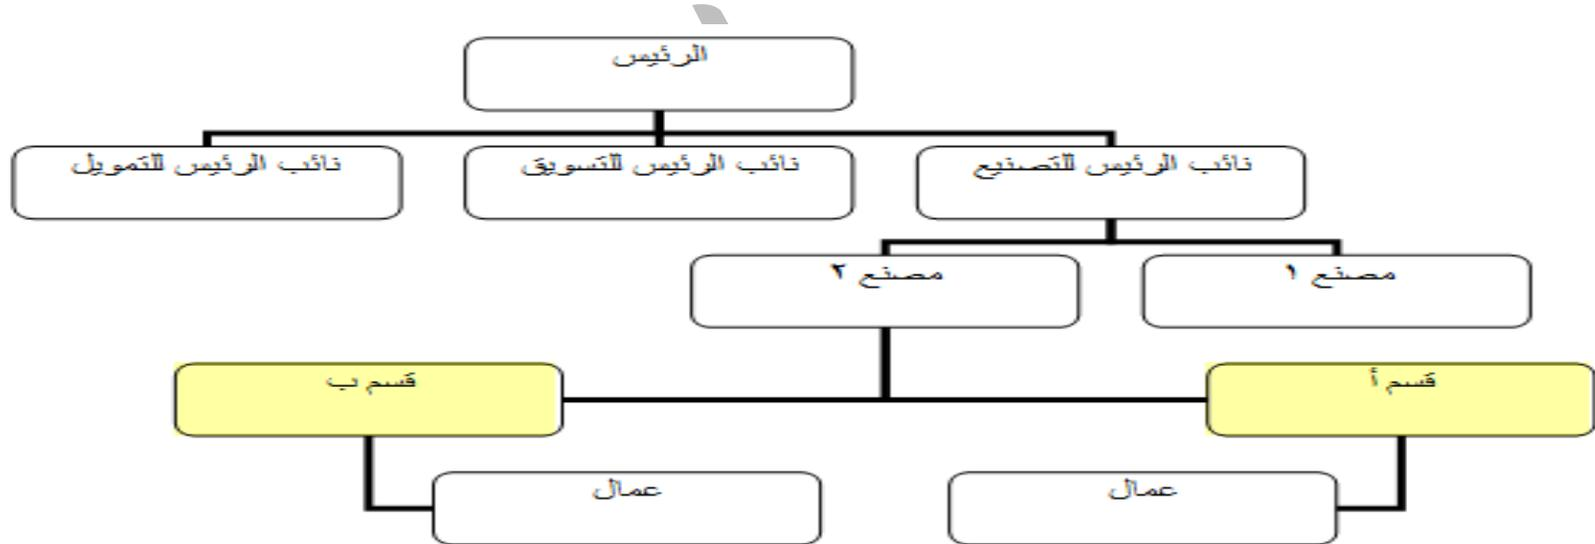 الرئيس
نائب الرئيس للتصنيع
نائب الرئيس للتسويق
نائب الرئيس للتمويل
مصنع ١
مصنع ٢
قسم أ
قسم ب
عمال
عمال